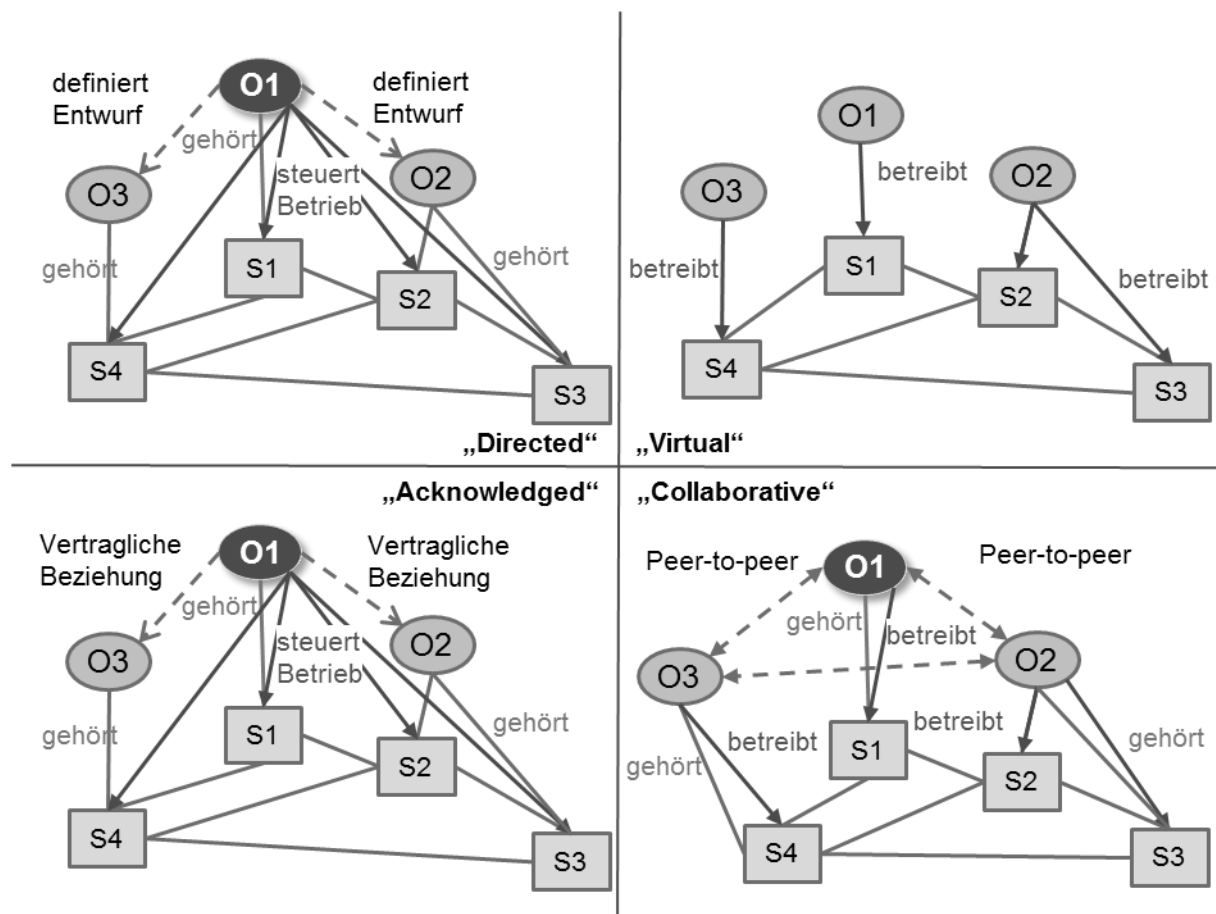 definiert
Entwurf
O1
definiert
Entwurf
gehört
O3
steuert
Betrieb
O2
gehört
S1
S2
gehört
S4
S3
„Directed“
O1
betreibt
O3
O2
betreibt
S1
S2
betreibt
S4
S3
„Virtual“
„Acknowledged“
Vertragliche
Beziehung
O1
Vertragliche
Beziehung
gehört
O3
steuert
Betrieb
O2
gehört
S1
S2
gehört
S4
S3
„Collaborative“
Peer-to-peer
O1
Peer-to-peer
gehört
betreibt
O3
O2
betreibt
S1
betreibt
gehört
gehört
S2
S4
S3